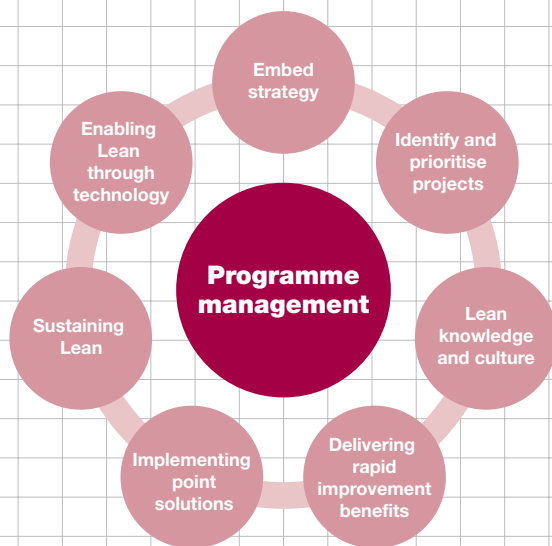 Embed
strategy
Identify and
prioritise
projects
Lean
knowledge
and culture
Delivering
rapid
improvement
benefits
Implementing
point
solutions
Sustaining
Lean
Enabling
Lean
through
technology
Programme
management